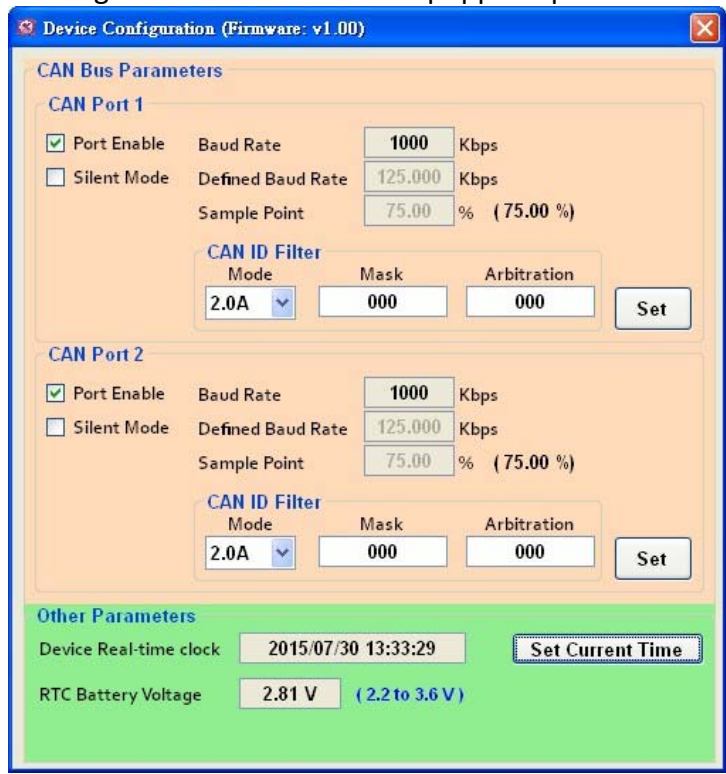 Device Configuration (Firmware: v1.00)
CAN Bus Parameters
CAN Port 1
Port Enable Baud Rate 1000 Kbps
Silent Mode Defined Baud Rate 125.000 Kbps
Sample Point 75.00 % (75.00 %)
CAN ID Filter
Mode Mask Arbitration
2.0A 000 000 Set
CAN Port 2
Port Enable Baud Rate 1000 Kbps
Silent Mode Defined Baud Rate 125.000 Kbps
Sample Point 75.00 % (75.00 %)
CAN ID Filter
Mode Mask Arbitration
2.0A 000 000 Set
Other Parameters
Device Real-time clock 2015/07/30 13:33:29 Set Current Time
RTC Battery Voltage 2.81 V (2.2 to 3.6 V)